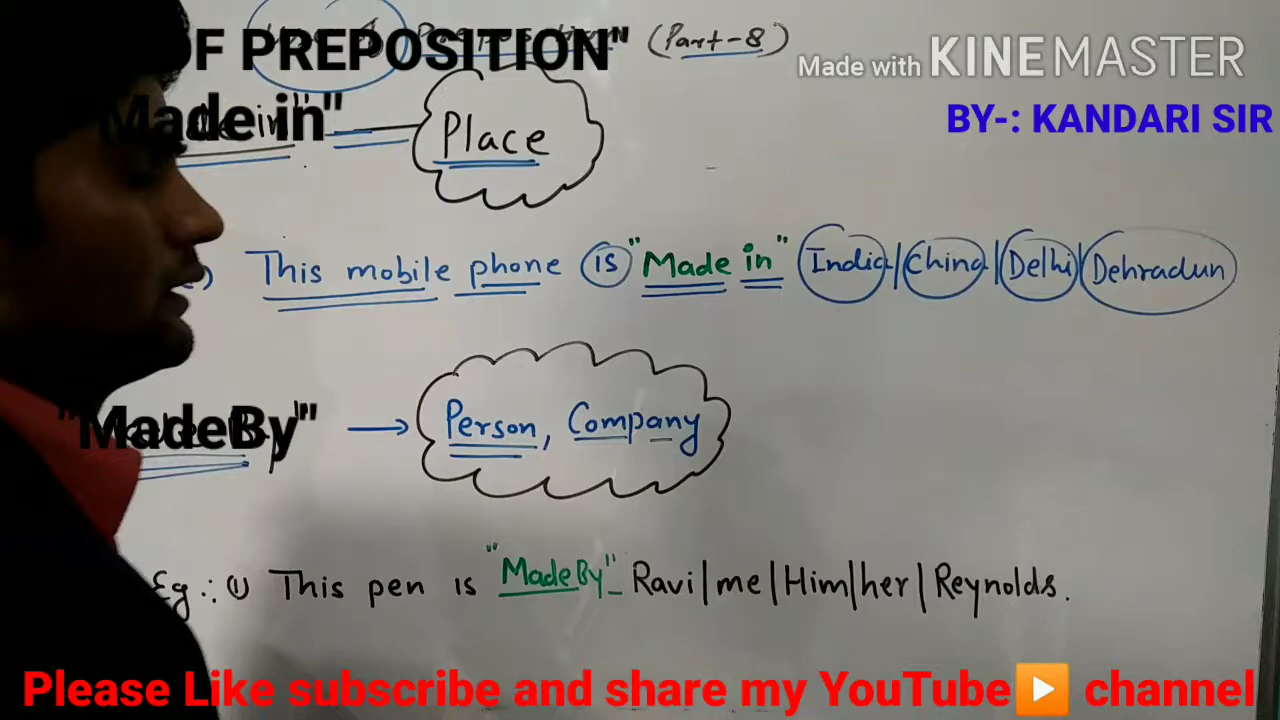 OF PREPOSITION" (Part-8)
Made with KINEMASTER
"Made in" Place
BY-: KANDARI SIR
This mobile phone is "Made in" India/China/Delhi/Dehradun
"MadeBy" → Person, Company
Eg:. (1) This pen is "MadeBy" Ravi/me/Him/her/Reynolds.
Please Like subscribe and share my YouTube▶️ channel